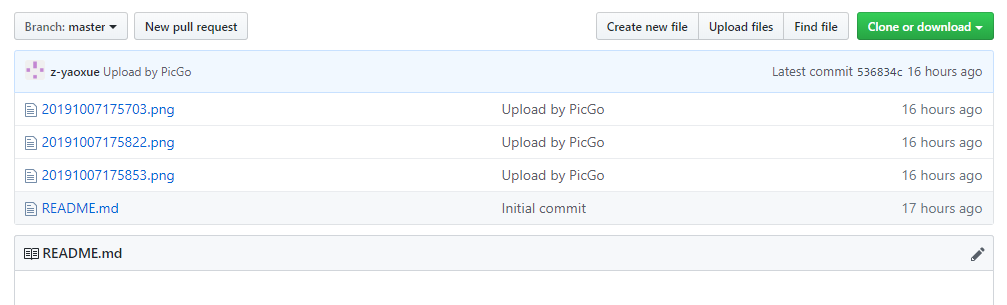 Branch: master New pull request Create new file Upload files Find file Clone or download
z-yaoxue Upload by PicGo Latest commit 536834c 16 hours ago
20191007175703.png Upload by PicGo 16 hours ago
20191007175822.png Upload by PicGo 16 hours ago
20191007175853.png Upload by PicGo 16 hours ago
README.md Initial commit 17 hours ago
README.md